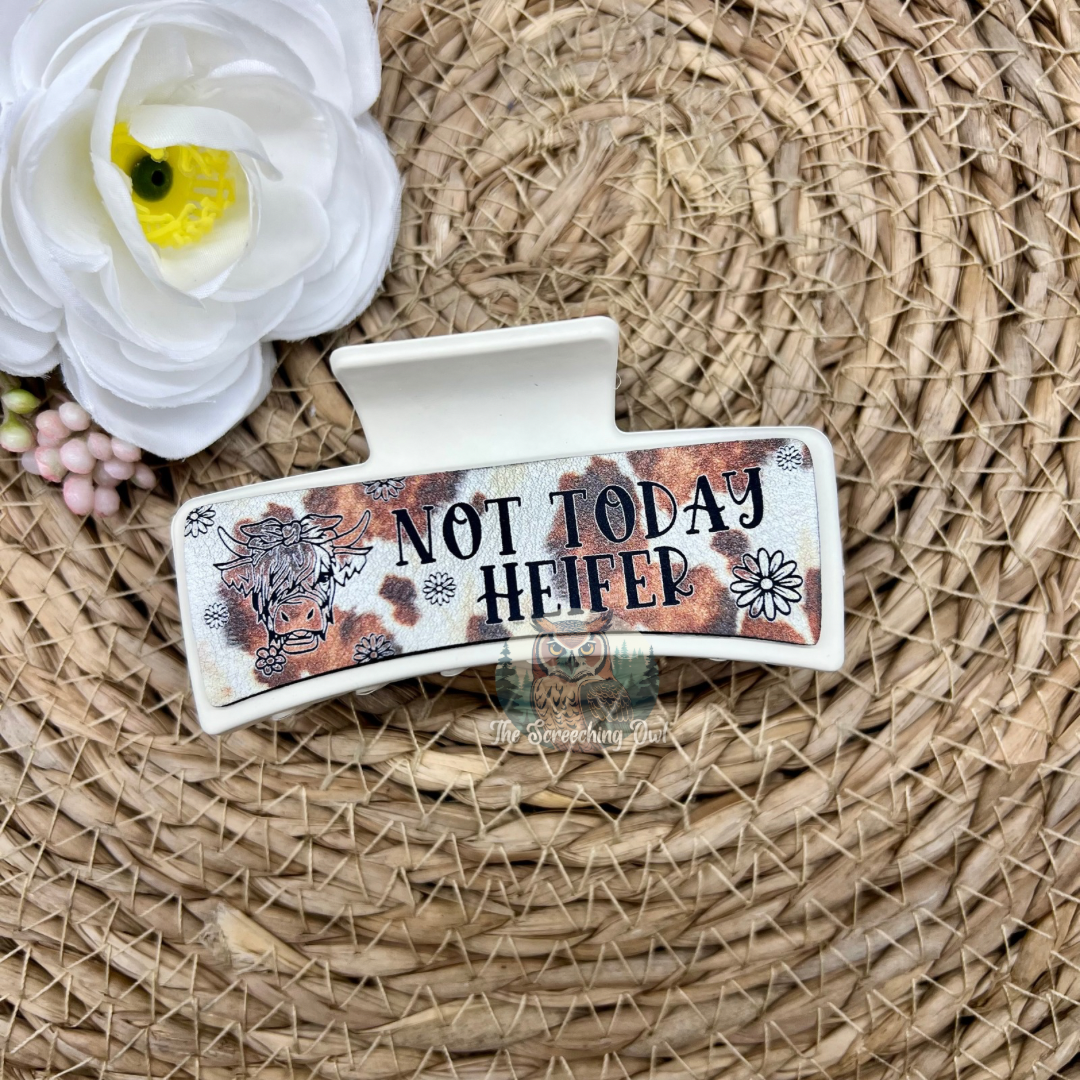 NOT TODAY
HEIFER
The Screeching Owl